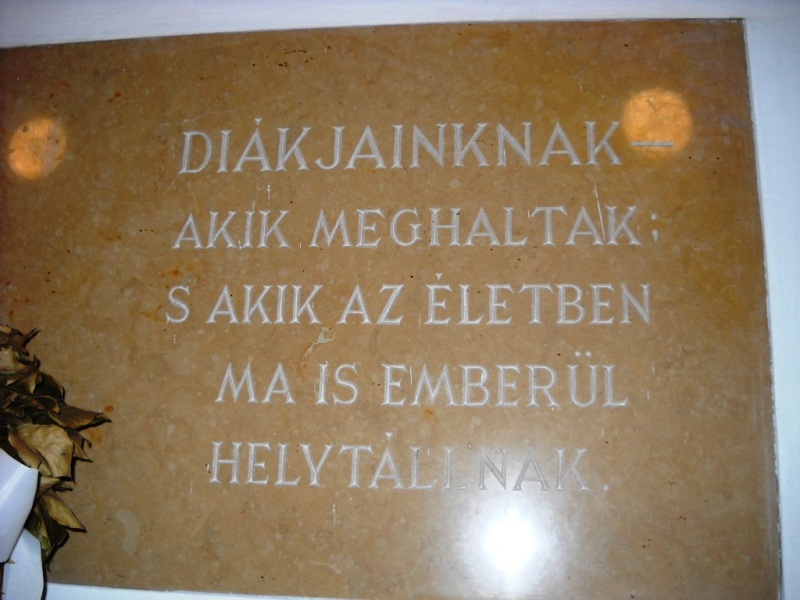 DIÁKJAINKNAK —
AKIK MEGHALTAK;
S AKIK AZ ÉLETBEN
MA IS EMBERÜL
HELYTÁLLNAK.